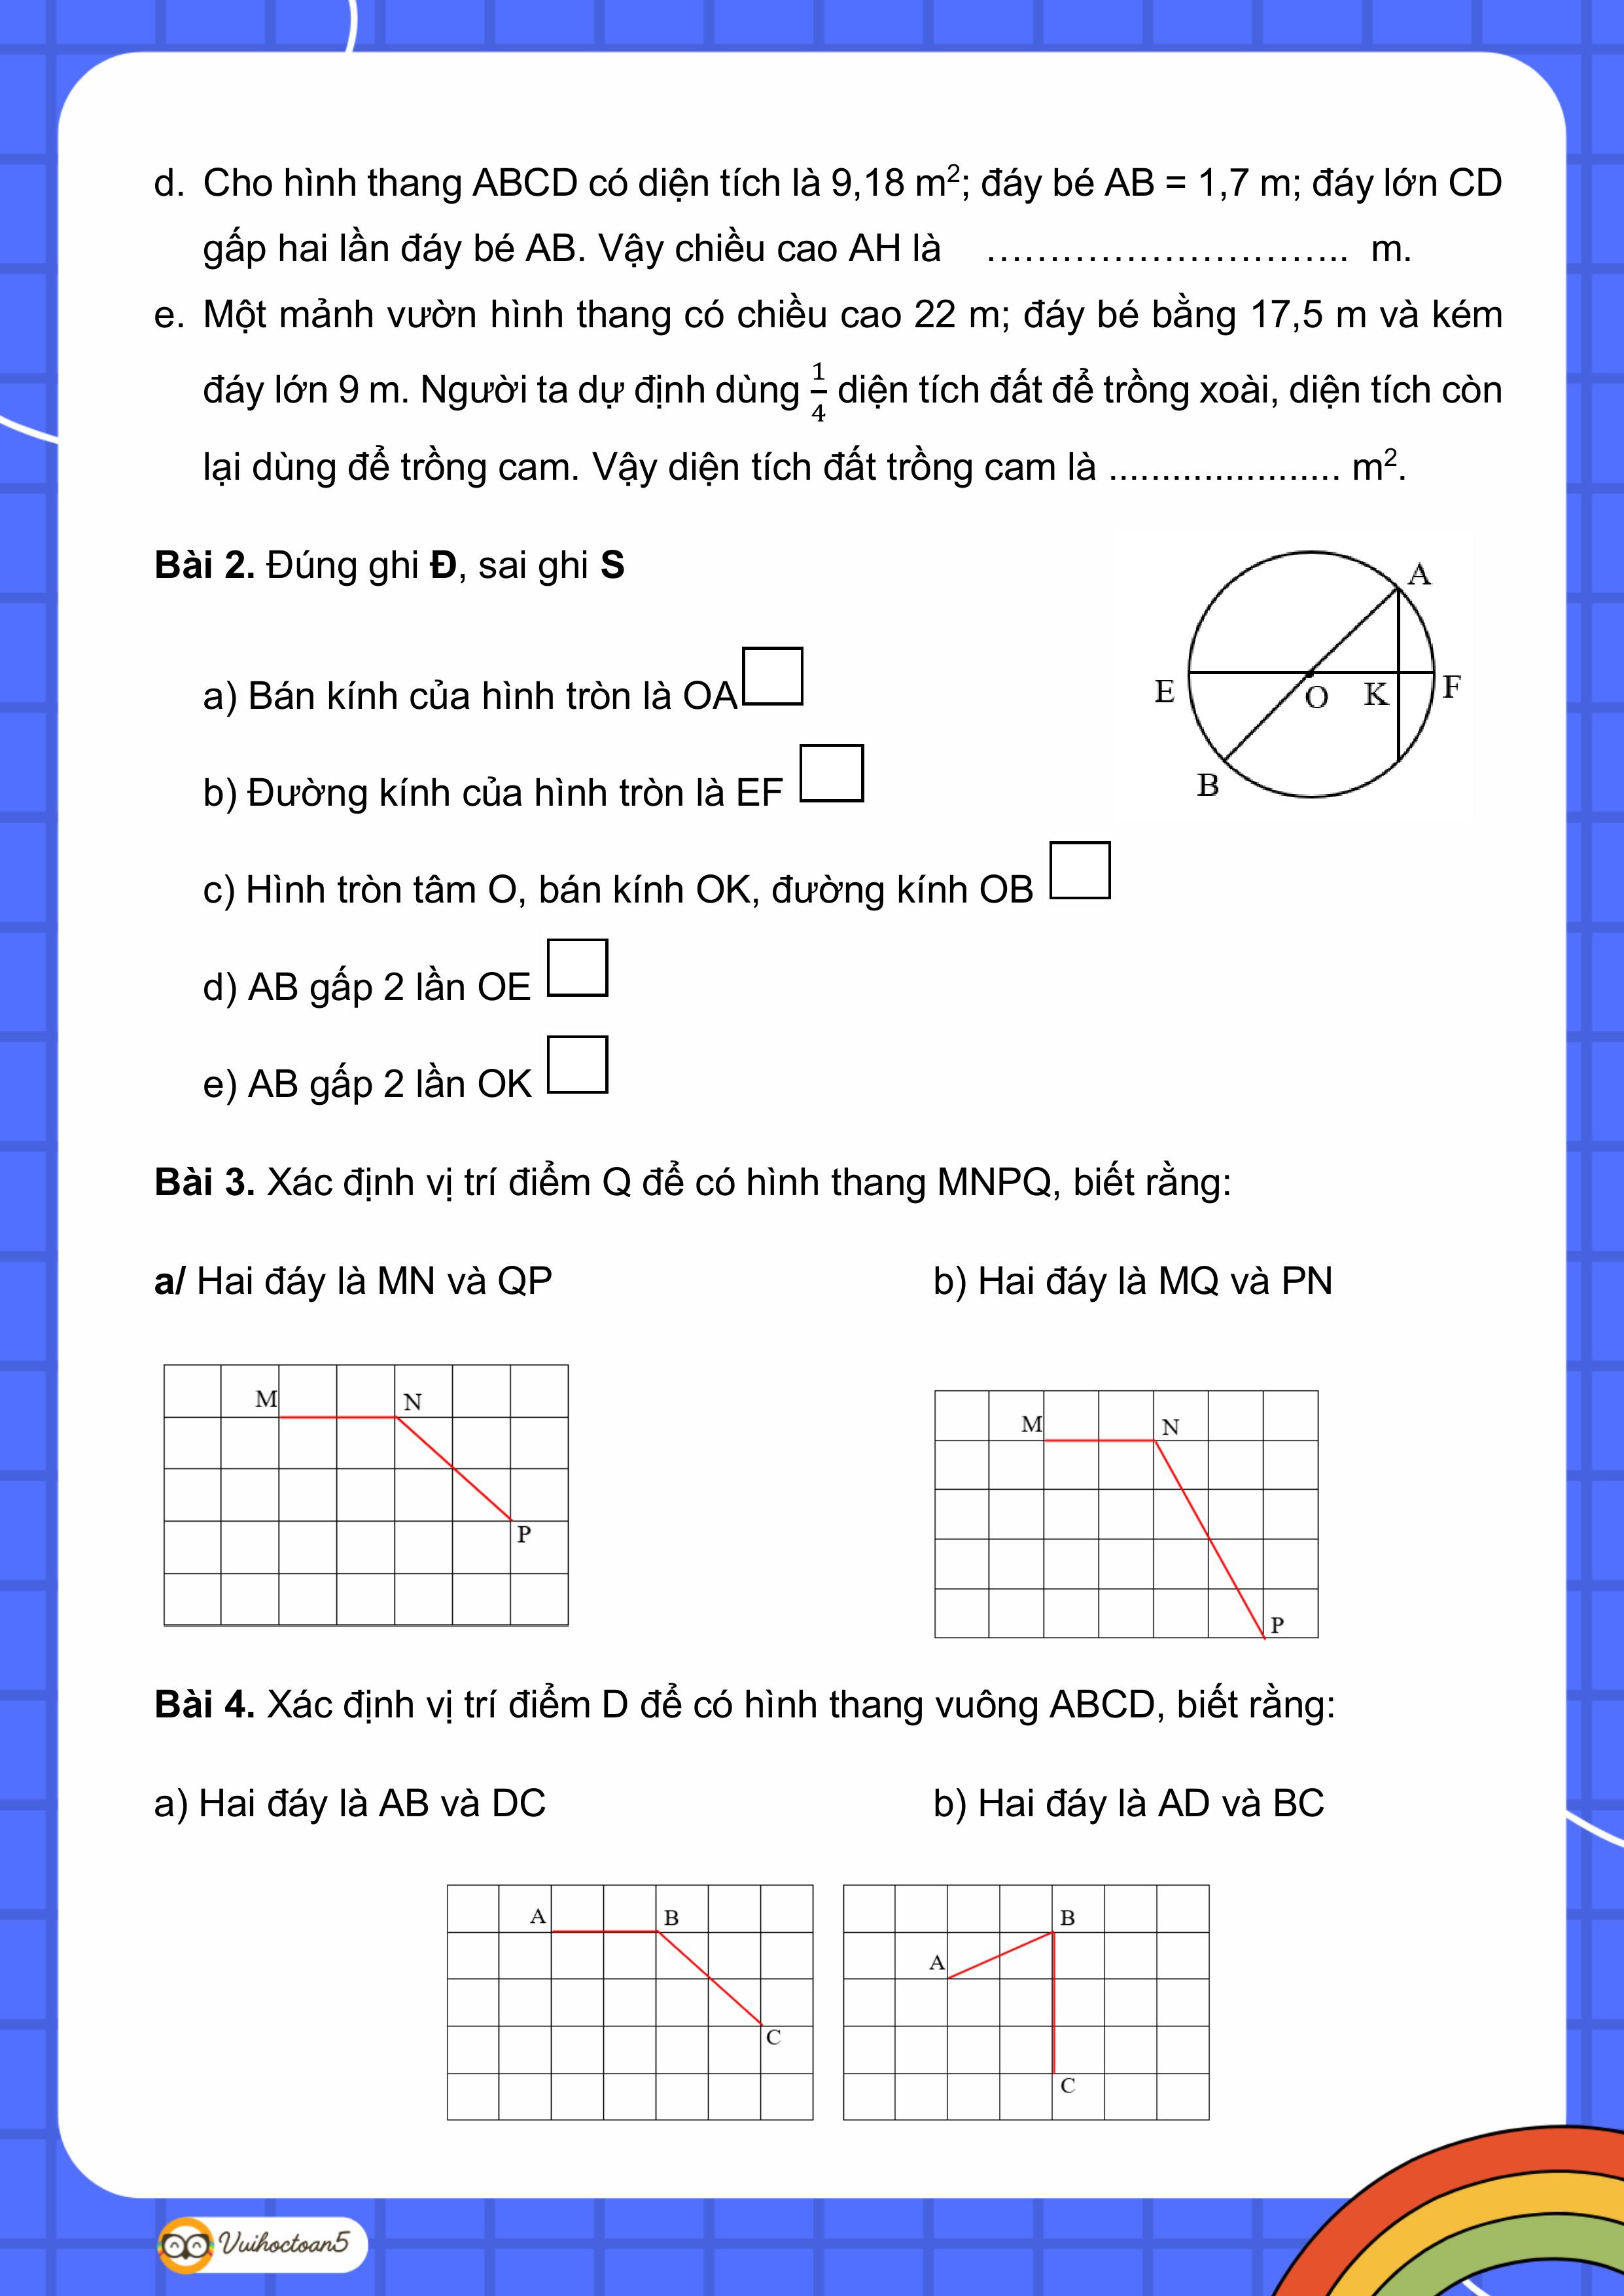 d. Cho hình thang ABCD có diện tích là 9,18 m²; đáy bé AB = 1,7 m; đáy lớn CD
gấp hai lần đáy bé AB. Vậy chiều cao AH là ……………………….. m.
e. Một mảnh vườn hình thang có chiều cao 22 m; đáy bé bằng 17,5 m và kém
đáy lớn 9 m. Người ta dự định dùng 1/4 diện tích đất để trồng xoài, diện tích còn
lại dùng để trồng cam. Vậy diện tích đất trồng cam là ...................... m².
Bài 2. Đúng ghi Đ, sai ghi S
A
E
O
K
F
B
a) Bán kính của hình tròn là OA
b) Đường kính của hình tròn là EF
c) Hình tròn tâm O, bán kính OK, đường kính OB
d) AB gấp 2 lần OE
e) AB gấp 2 lần OK
Bài 3. Xác định vị trí điểm Q để có hình thang MNPQ, biết rằng:
a/ Hai đáy là MN và QP
b) Hai đáy là MQ và PN
M N
P
M N
P
Bài 4. Xác định vị trí điểm D để có hình thang vuông ABCD, biết rằng:
a) Hai đáy là AB và DC
b) Hai đáy là AD và BC
A B
C
B
A
C
Vuihoctoan5